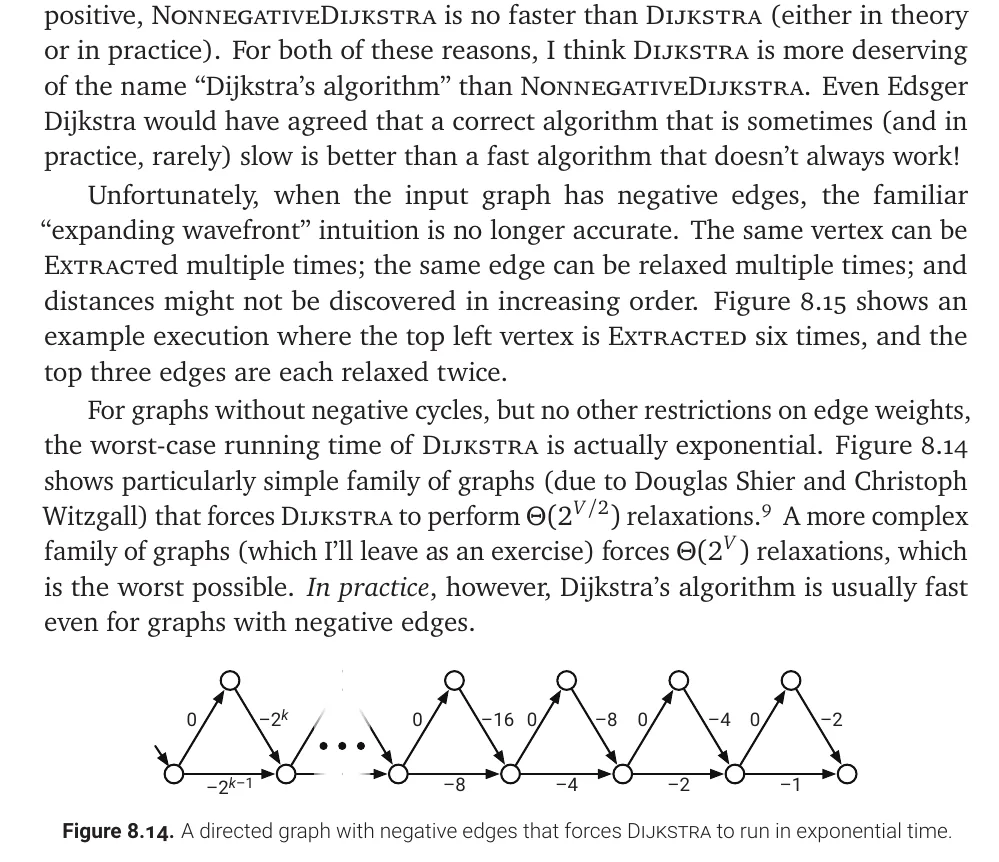 positive, NonnegativeDijkstra is no faster than Dijkstra (either in theory
or in practice). For both of these reasons, I think Dijkstra is more deserving
of the name “Dijkstra’s algorithm” than NonnegativeDijkstra. Even Edsger
Dijkstra would have agreed that a correct algorithm that is sometimes (and in
practice, rarely) slow is better than a fast algorithm that doesn’t always work!
Unfortunately, when the input graph has negative edges, the familiar
“expanding wavefront” intuition is no longer accurate. The same vertex can be
Extracted multiple times; the same edge can be relaxed multiple times; and
distances might not be discovered in increasing order. Figure 8.15 shows an
example execution where the top left vertex is Extracted six times, and the
top three edges are each relaxed twice.
For graphs without negative cycles, but no other restrictions on edge weights,
the worst-case running time of Dijkstra is actually exponential. Figure 8.14
shows particularly simple family of graphs (due to Douglas Shier and Christoph
Witzgall) that forces Dijkstra to perform Θ(2^{V/2}) relaxations.⁹ A more complex
family of graphs (which I’ll leave as an exercise) forces Θ(2^V) relaxations, which
is the worst possible. In practice, however, Dijkstra’s algorithm is usually fast
even for graphs with negative edges.
0 −2^k 0 −16 0 −8 0 −4 0 −2
−2^{k−1} • • • −8 −4 −2 −1
Figure 8.14. A directed graph with negative edges that forces Dijkstra to run in exponential time.